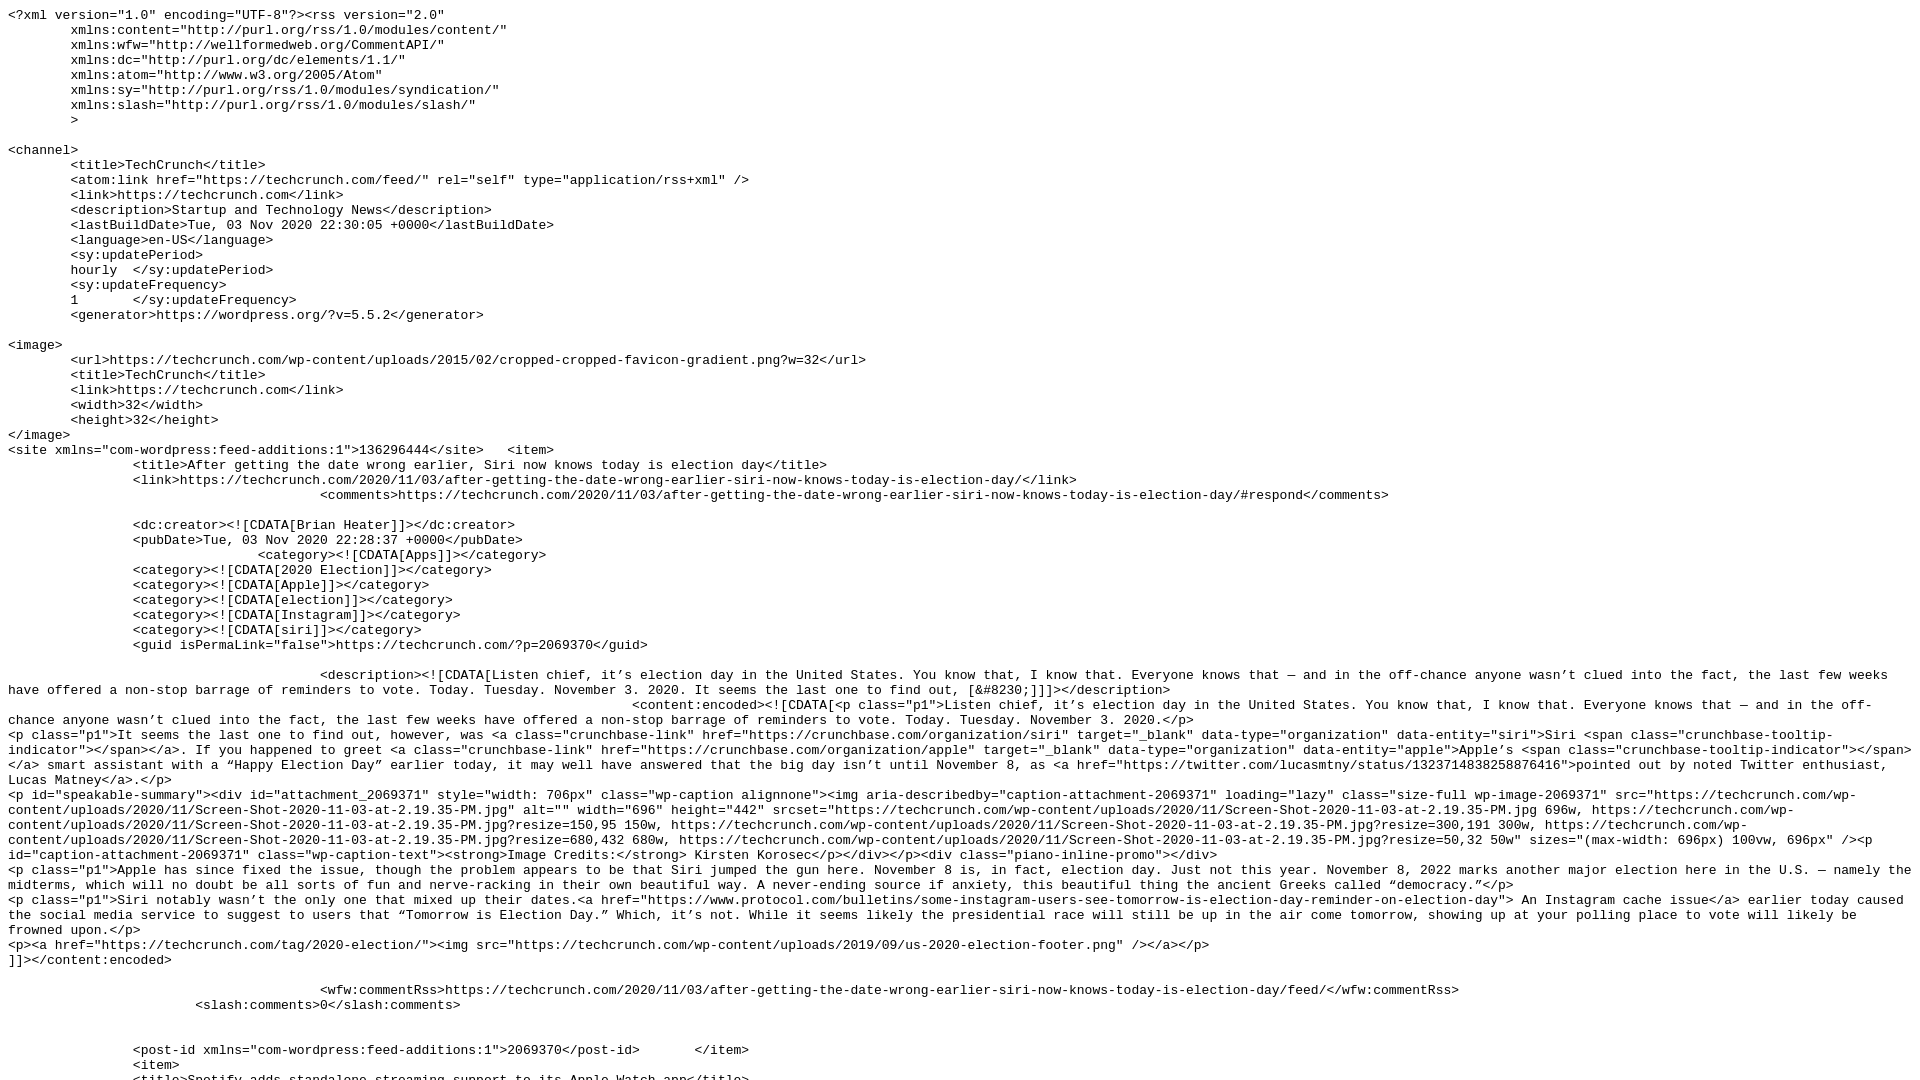 <?xml version="1.0" encoding="UTF-8"?><rss version="2.0"
xmlns:content="http://purl.org/rss/1.0/modules/content/"
xmlns:wfw="http://wellformedweb.org/CommentAPI/"
xmlns:dc="http://purl.org/dc/elements/1.1/"
xmlns:atom="http://www.w3.org/2005/Atom"
xmlns:sy="http://purl.org/rss/1.0/modules/syndication/"
xmlns:slash="http://purl.org/rss/1.0/modules/slash/"
>
<channel>
<title>TechCrunch</title>
<atom:link href="https://techcrunch.com/feed/" rel="self" type="application/rss+xml" />
<link>https://techcrunch.com</link>
<description>Startup and Technology News</description>
<lastBuildDate>Tue, 03 Nov 2020 22:30:05 +0000</lastBuildDate>
<language>en-US</language>
<sy:updatePeriod>
hourly </sy:updatePeriod>
<sy:updateFrequency>
1 </sy:updateFrequency>
<generator>https://wordpress.org/?v=5.5.2</generator>
<image>
<url>https://techcrunch.com/wp-content/uploads/2015/02/cropped-cropped-favicon-gradient.png?w=32</url>
<title>TechCrunch</title>
<link>https://techcrunch.com</link>
<width>32</width>
<height>32</height>
</image>
<site xmlns="com-wordpress:feed-additions:1">136296444</site> <item>
<title>After getting the date wrong earlier, Siri now knows today is election day</title>
<link>https://techcrunch.com/2020/11/03/after-getting-the-date-wrong-earlier-siri-now-knows-today-is-election-day/</link>
<comments>https://techcrunch.com/2020/11/03/after-getting-the-date-wrong-earlier-siri-now-knows-today-is-election-day/#respond</comments>
<dc:creator><![CDATA[Brian Heater]]></dc:creator>
<pubDate>Tue, 03 Nov 2020 22:28:37 +0000</pubDate>
<category><![CDATA[Apps]]></category>
<category><![CDATA[2020 Election]]></category>
<category><![CDATA[Apple]]></category>
<category><![CDATA[election]]></category>
<category><![CDATA[Instagram]]></category>
<category><![CDATA[siri]]></category>
<guid isPermaLink="false">https://techcrunch.com/?p=2069370</guid>
<description><![CDATA[Listen chief, it’s election day in the United States. You know that, I know that. Everyone knows that — and in the off-chance anyone wasn’t clued into the fact, the last few weeks
have offered a non-stop barrage of reminders to vote. Today. Tuesday. November 3. 2020. It seems the last one to find out, [&#8230;]]]></description>
<content:encoded><![CDATA[<p class="p1">Listen chief, it’s election day in the United States. You know that, I know that. Everyone knows that — and in the off-
chance anyone wasn’t clued into the fact, the last few weeks have offered a non-stop barrage of reminders to vote. Today. Tuesday. November 3. 2020.</p>
<p class="p1">It seems the last one to find out, however, was <a class="crunchbase-link" href="https://crunchbase.com/organization/siri" target="_blank" data-type="organization" data-entity="siri">Siri <span class="crunchbase-tooltip-
indicator"></span></a>. If you happened to greet <a class="crunchbase-link" href="https://crunchbase.com/organization/apple" target="_blank" data-type="organization" data-entity="apple">Apple’s <span class="crunchbase-tooltip-indicator"></span>
</a> smart assistant with a “Happy Election Day” earlier today, it may well have answered that the big day isn’t until November 8, as <a href="https://twitter.com/lucasmtny/status/1323714838258876416">pointed out by noted Twitter enthusiast,
Lucas Matney</a>.</p>
<p id="speakable-summary"><div id="attachment_2069371" style="width: 706px" class="wp-caption alignnone"><img aria-describedby="caption-attachment-2069371" loading="lazy" class="size-full wp-image-2069371" src="https://techcrunch.com/wp-
content/uploads/2020/11/Screen-Shot-2020-11-03-at-2.19.35-PM.jpg" alt="" width="696" height="442" srcset="https://techcrunch.com/wp-content/uploads/2020/11/Screen-Shot-2020-11-03-at-2.19.35-PM.jpg 696w, https://techcrunch.com/wp-
content/uploads/2020/11/Screen-Shot-2020-11-03-at-2.19.35-PM.jpg?resize=150,95 150w, https://techcrunch.com/wp-content/uploads/2020/11/Screen-Shot-2020-11-03-at-2.19.35-PM.jpg?resize=300,191 300w, https://techcrunch.com/wp-
content/uploads/2020/11/Screen-Shot-2020-11-03-at-2.19.35-PM.jpg?resize=680,432 680w, https://techcrunch.com/wp-content/uploads/2020/11/Screen-Shot-2020-11-03-at-2.19.35-PM.jpg?resize=50,32 50w" sizes="(max-width: 696px) 100vw, 696px" /><p
id="caption-attachment-2069371" class="wp-caption-text"><strong>Image Credits:</strong> Kirsten Korosec</p></div></p><div class="piano-inline-promo"></div>
<p class="p1">Apple has since fixed the issue, though the problem appears to be that Siri jumped the gun here. November 8 is, in fact, election day. Just not this year. November 8, 2022 marks another major election here in the U.S. — namely the
midterms, which will no doubt be all sorts of fun and nerve-racking in their own beautiful way. A never-ending source if anxiety, this beautiful thing the ancient Greeks called “democracy.”</p>
<p class="p1">Siri notably wasn’t the only one that mixed up their dates.<a href="https://www.protocol.com/bulletins/some-instagram-users-see-tomorrow-is-election-day-reminder-on-election-day"> An Instagram cache issue</a> earlier today caused
the social media service to suggest to users that “Tomorrow is Election Day.” Which, it’s not. While it seems likely the presidential race will still be up in the air come tomorrow, showing up at your polling place to vote will likely be
frowned upon.</p>
<p><a href="https://techcrunch.com/tag/2020-election/"><img src="https://techcrunch.com/wp-content/uploads/2019/09/us-2020-election-footer.png" /></a></p>
]]></content:encoded>
<wfw:commentRss>https://techcrunch.com/2020/11/03/after-getting-the-date-wrong-earlier-siri-now-knows-today-is-election-day/feed/</wfw:commentRss>
<slash:comments>0</slash:comments>
<post-id xmlns="com-wordpress:feed-additions:1">2069370</post-id> </item>
<item>
<title>Spotify adds standalone streaming support to its Apple Watch app</title>